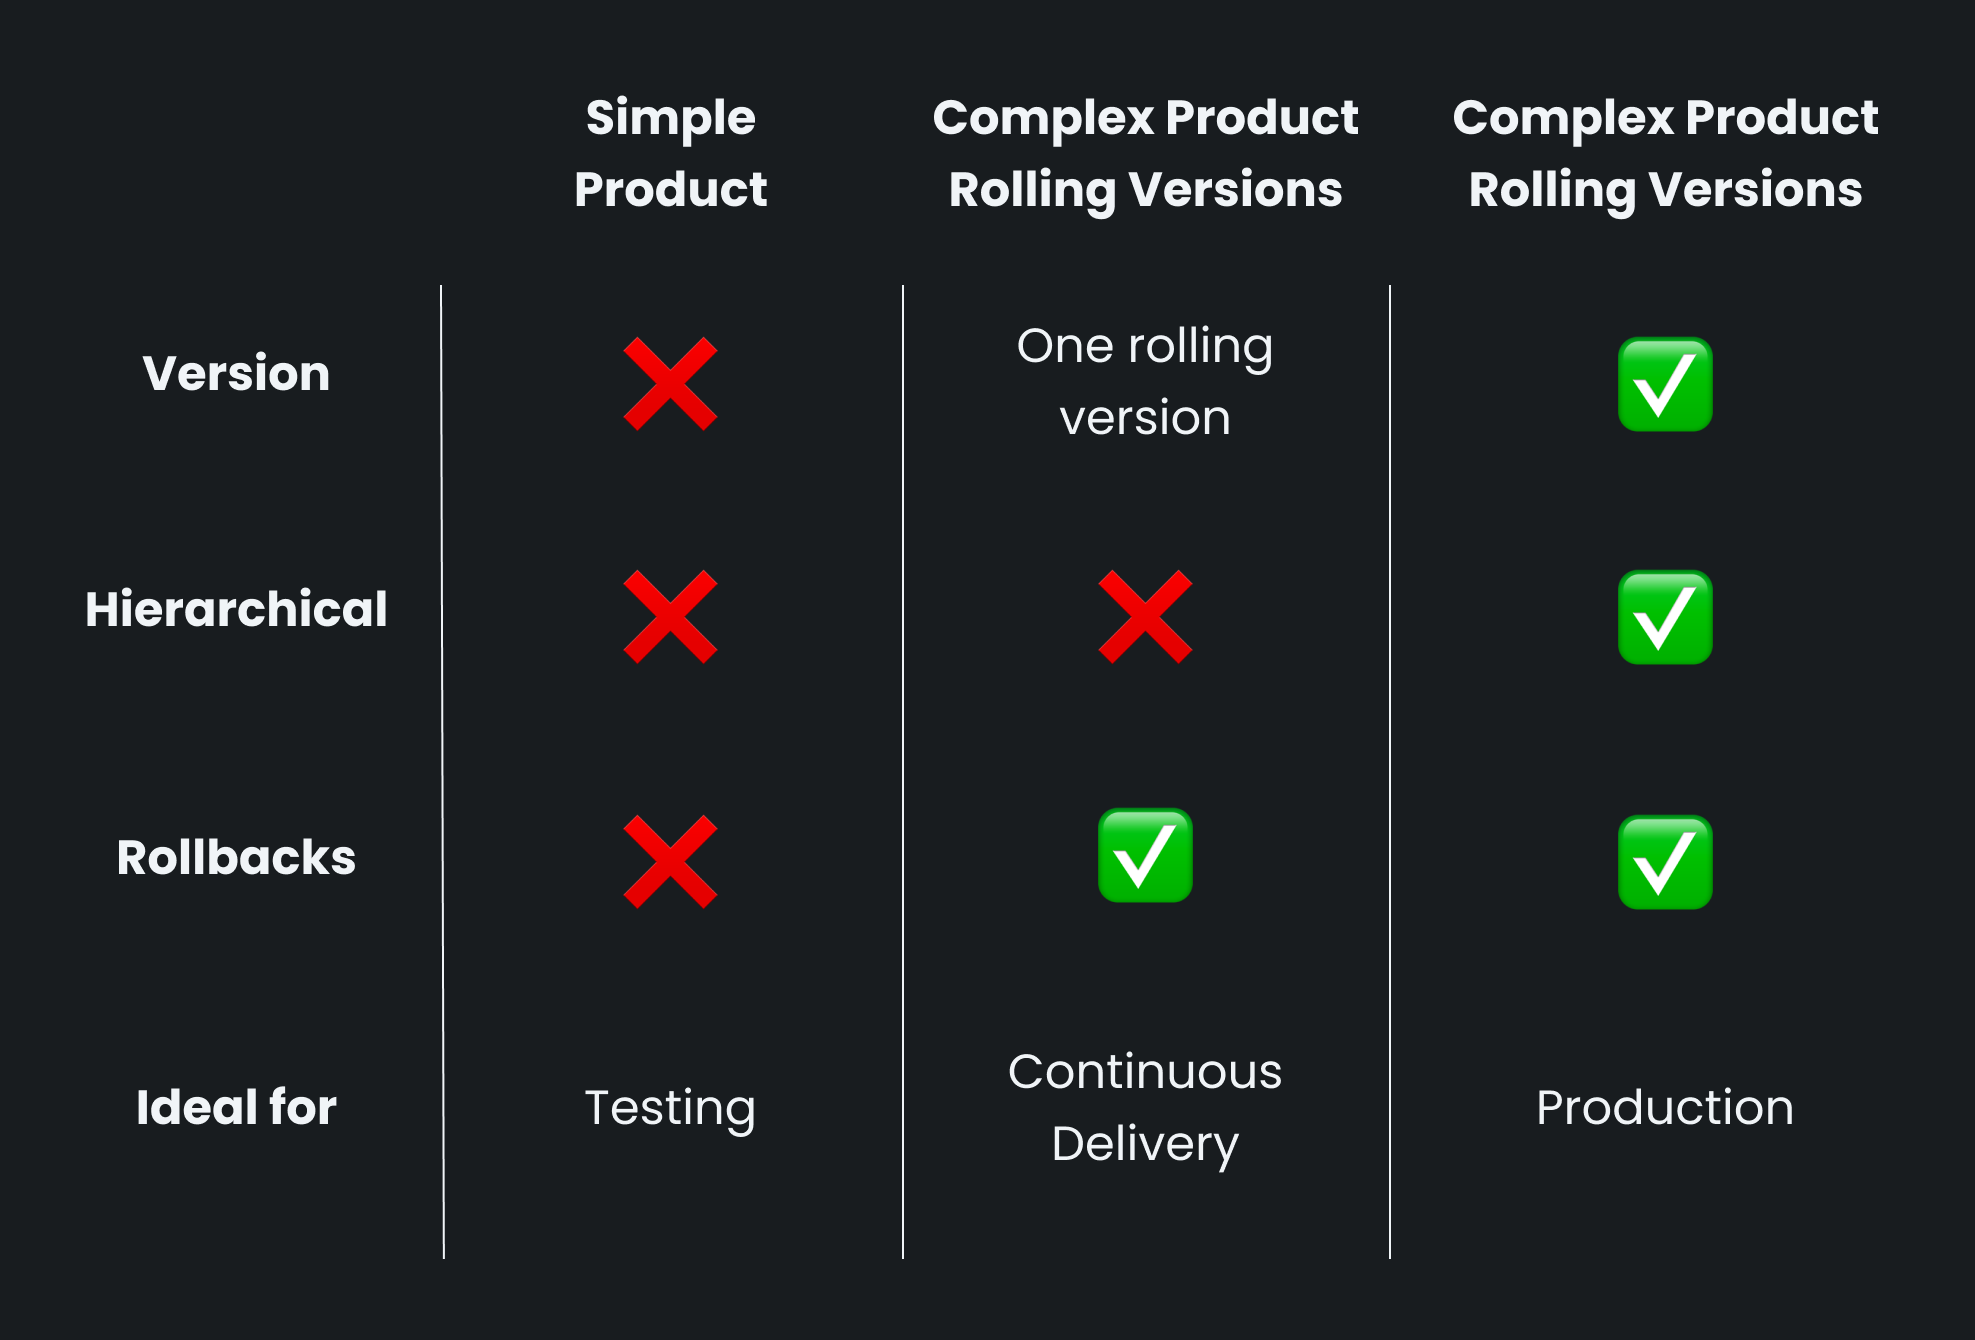 Simple
Product
Complex Product
Rolling Versions
Complex Product
Rolling Versions
Version
One rolling
version
Hierarchical
Rollbacks
Ideal for
Testing
Continuous
Delivery
Production